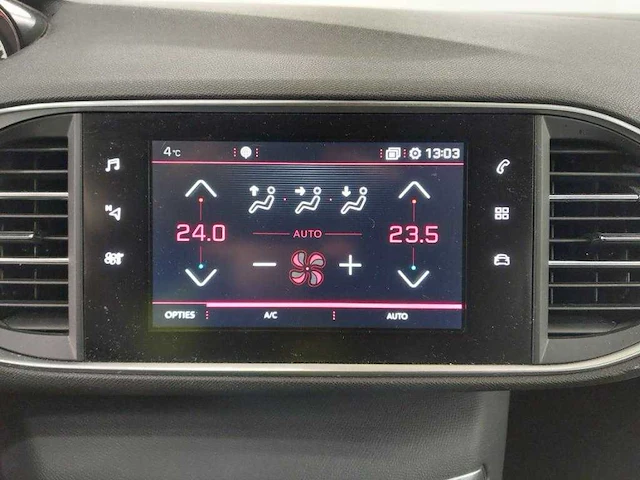 4°C 13:03
N
24.0 AUTO 23.5
OPTIES A/C AUTO